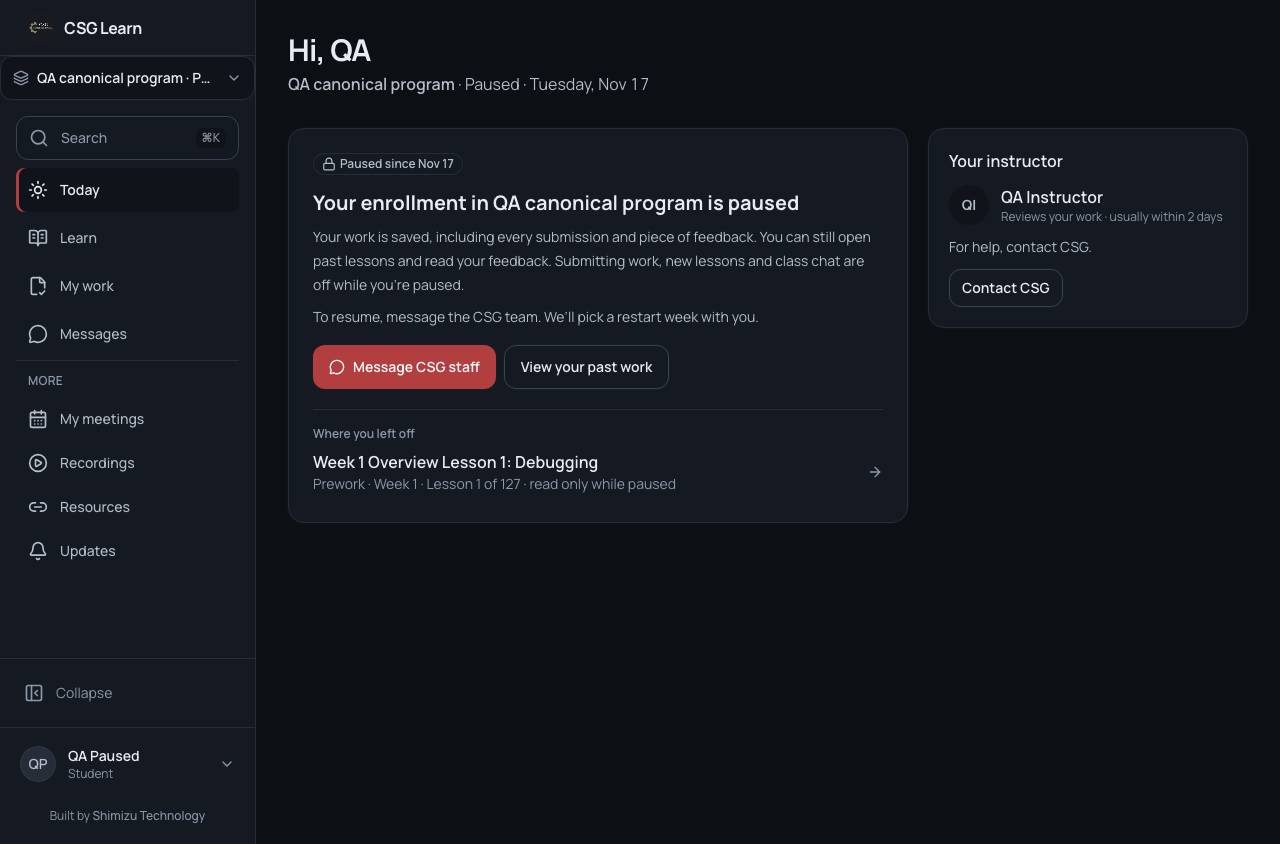 CSG Learn
QA canonical program · P...
Search
⌘K
Today
Learn
My work
Messages
MORE
My meetings
Recordings
Resources
Updates
Collapse
QP
QA Paused
Student
Built by Shimizu Technology
Hi, QA
QA canonical program · Paused · Tuesday, Nov 17
Paused since Nov 17
Your enrollment in QA canonical program is paused
Your work is saved, including every submission and piece of feedback. You can still open
past lessons and read your feedback. Submitting work, new lessons and class chat are
off while you're paused.
To resume, message the CSG team. We'll pick a restart week with you.
Message CSG staff
View your past work
Where you left off
Week 1 Overview Lesson 1: Debugging
Prework · Week 1 · Lesson 1 of 127 · read only while paused
Your instructor
QI
QA Instructor
Reviews your work · usually within 2 days
For help, contact CSG.
Contact CSG